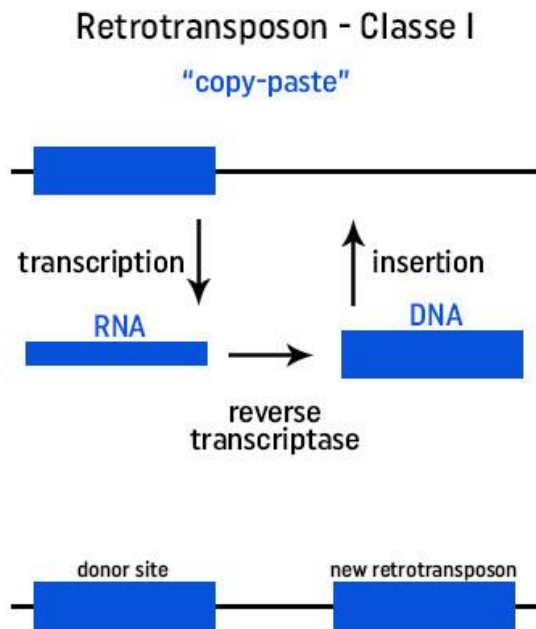 Retrotransposon - Classe I
“copy-paste”
transcription
insertion
RNA
DNA
reverse
transcriptase
donor site
new retrotransposon